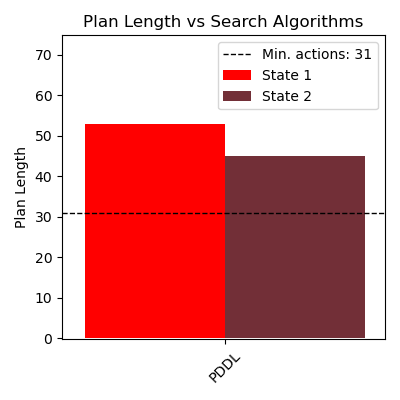 Plan Length vs Search Algorithms
Min. actions: 31
State 1
State 2
Plan Length
70
60
50
40
30
20
10
0
PDDL